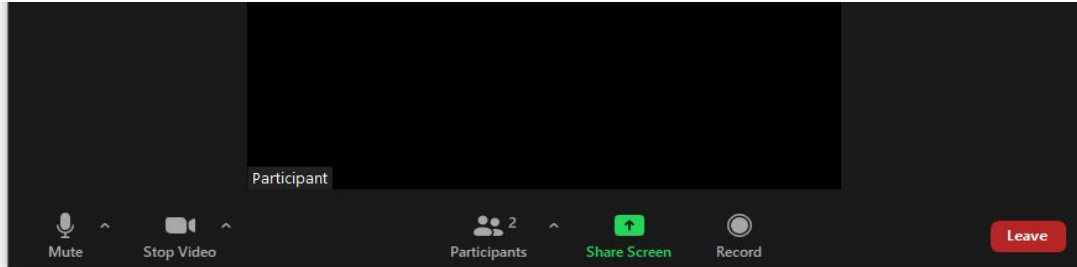 Participant
2
Mute
Stop Video
Participants
Share Screen
Record
Leave